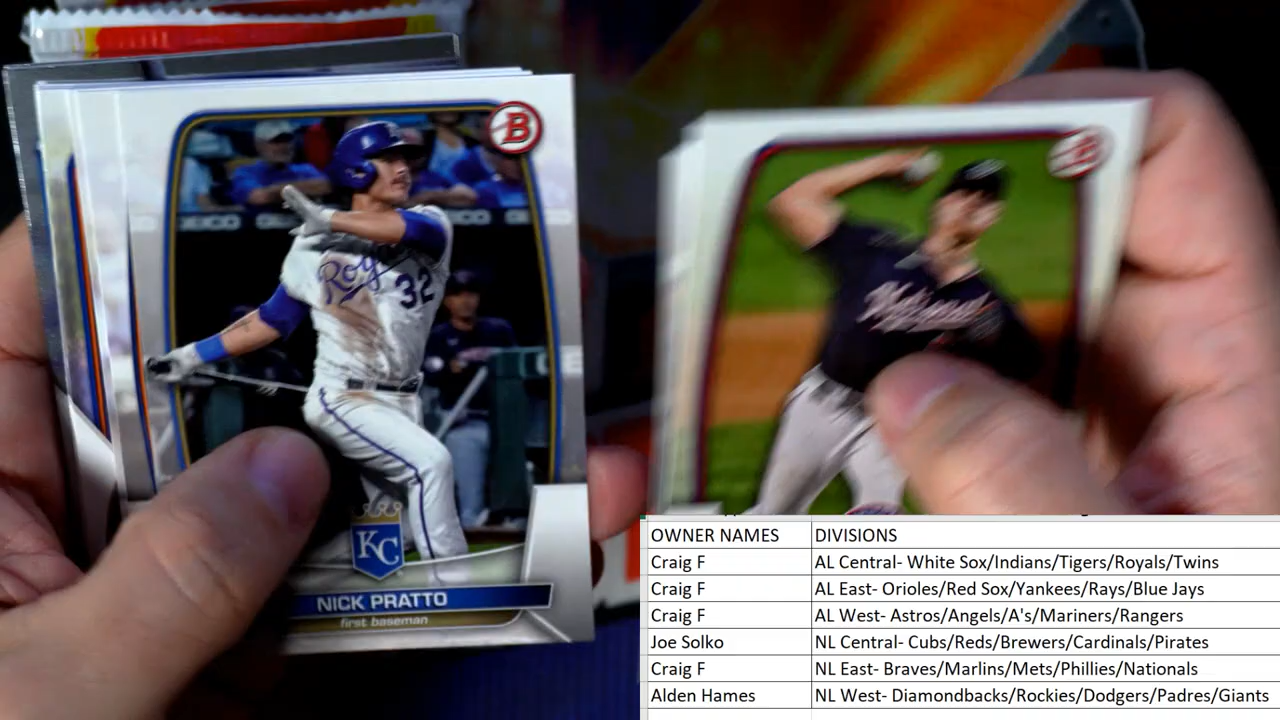 B
B
GEICO
Roy
32
Nationals
KC
NICK PRATTO
first baseman
OWNER NAMES DIVISIONS
Craig F AL Central- White Sox/Indians/Tigers/Royals/Twins
Craig F AL East- Orioles/Red Sox/Yankees/Rays/Blue Jays
Craig F AL West- Astros/Angels/A's/Mariners/Rangers
Joe Solko NL Central- Cubs/Reds/Brewers/Cardinals/Pirates
Craig F NL East- Braves/Marlins/Mets/Phillies/Nationals
Alden Hames NL West- Diamondbacks/Rockies/Dodgers/Padres/Giants